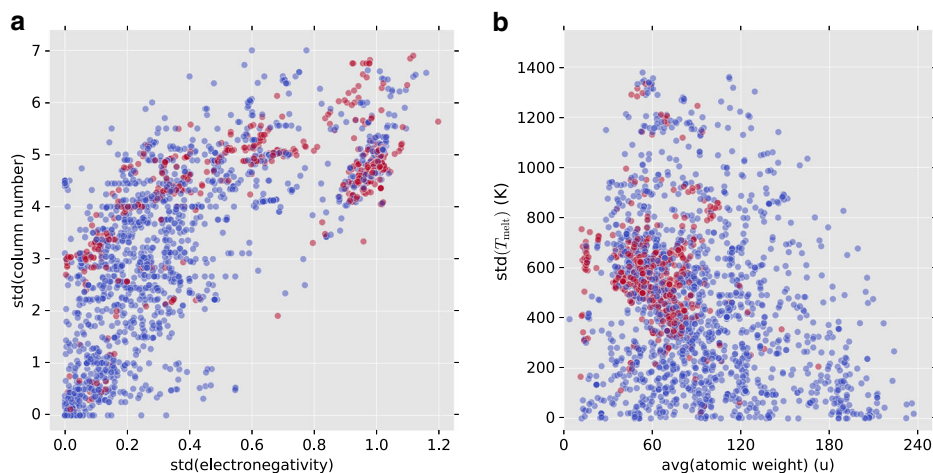 a
7
6
5
4
3
2
1
0
std(column number)
0.0 0.2 0.4 0.6 0.8 1.0 1.2
std(electronegativity)
b
1400
1200
1000
800
600
400
200
0
std(T_melt) (K)
0 60 120 180 240
avg(atomic weight) (u)